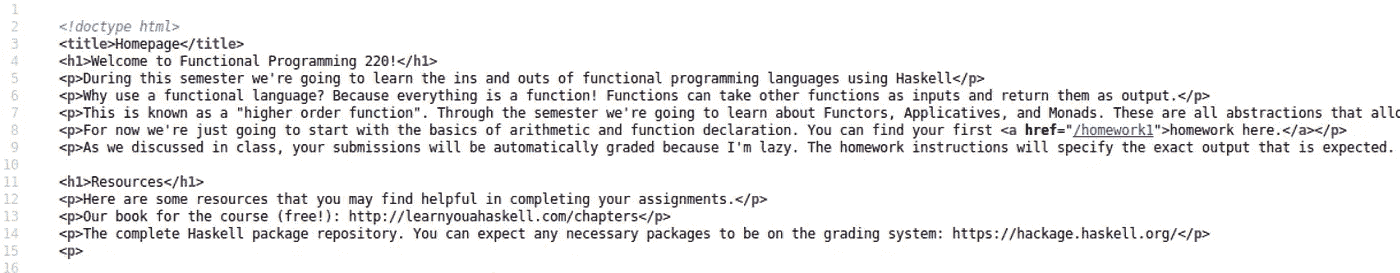 1
2 <!doctype html>
3 <title>Homepage</title>
4 <h1>Welcome to Functional Programming 220!</h1>
5 <p>During this semester we're going to learn the ins and outs of functional programming languages using Haskell</p>
6 <p>Why use a functional language? Because everything is a function! Functions can take other functions as inputs and return them as output.</p>
7 <p>This is known as a "higher order function". Through the semester we're going to learn about Functors, Applicatives, and Monads. These are all abstractions that
8 <p>For now we're just going to start with the basics of arithmetic and function declaration. You can find your first <a href="/homework1">homework here.</a></p>
9 <p>As we discussed in class, your submissions will be automatically graded because I'm lazy. The homework instructions will specify the exact output that is expected.
10
11 <h1>Resources</h1>
12 <p>Here are some resources that you may find helpful in completing your assignments.</p>
13 <p>Our book for the course (free!): http://learnyouahaskell.com/chapters</p>
14 <p>The complete Haskell package repository. You can expect any necessary packages to be on the grading system: https://hackage.haskell.org/</p>
15 <p>
16